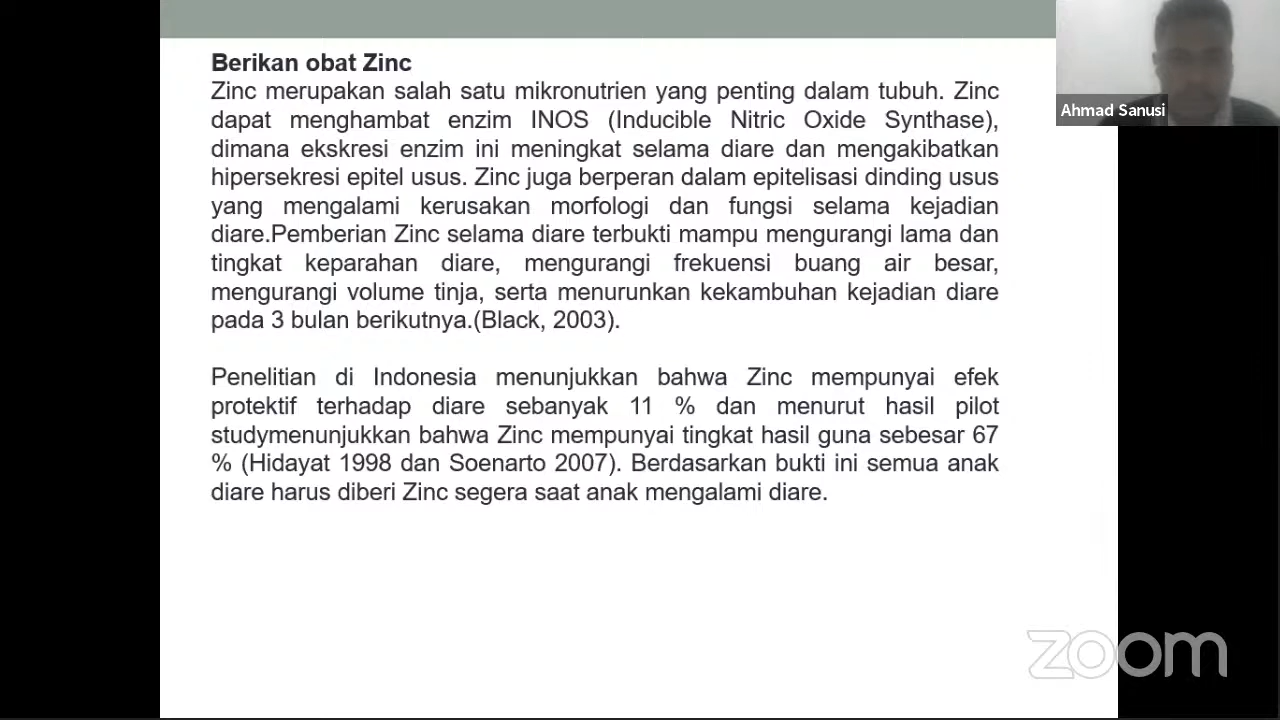 Berikan obat Zinc
Zinc merupakan salah satu mikronutrien yang penting dalam tubuh. Zinc
dapat menghambat enzim INOS (Inducible Nitric Oxide Synthase),
dimana ekskresi enzim ini meningkat selama diare dan mengakibatkan
hipersekresi epitel usus. Zinc juga berperan dalam epitelisasi dinding usus
yang mengalami kerusakan morfologi dan fungsi selama kejadian
diare.Pemberian Zinc selama diare terbukti mampu mengurangi lama dan
tingkat keparahan diare, mengurangi frekuensi buang air besar,
mengurangi volume tinja, serta menurunkan kekambuhan kejadian diare
pada 3 bulan berikutnya.(Black, 2003).
Penelitian di Indonesia menunjukkan bahwa Zinc mempunyai efek
protektif terhadap diare sebanyak 11 % dan menurut hasil pilot
studymenunjukkan bahwa Zinc mempunyai tingkat hasil guna sebesar 67
% (Hidayat 1998 dan Soenarto 2007). Berdasarkan bukti ini semua anak
diare harus diberi Zinc segera saat anak mengalami diare.
Ahmad Sanusi
zoom